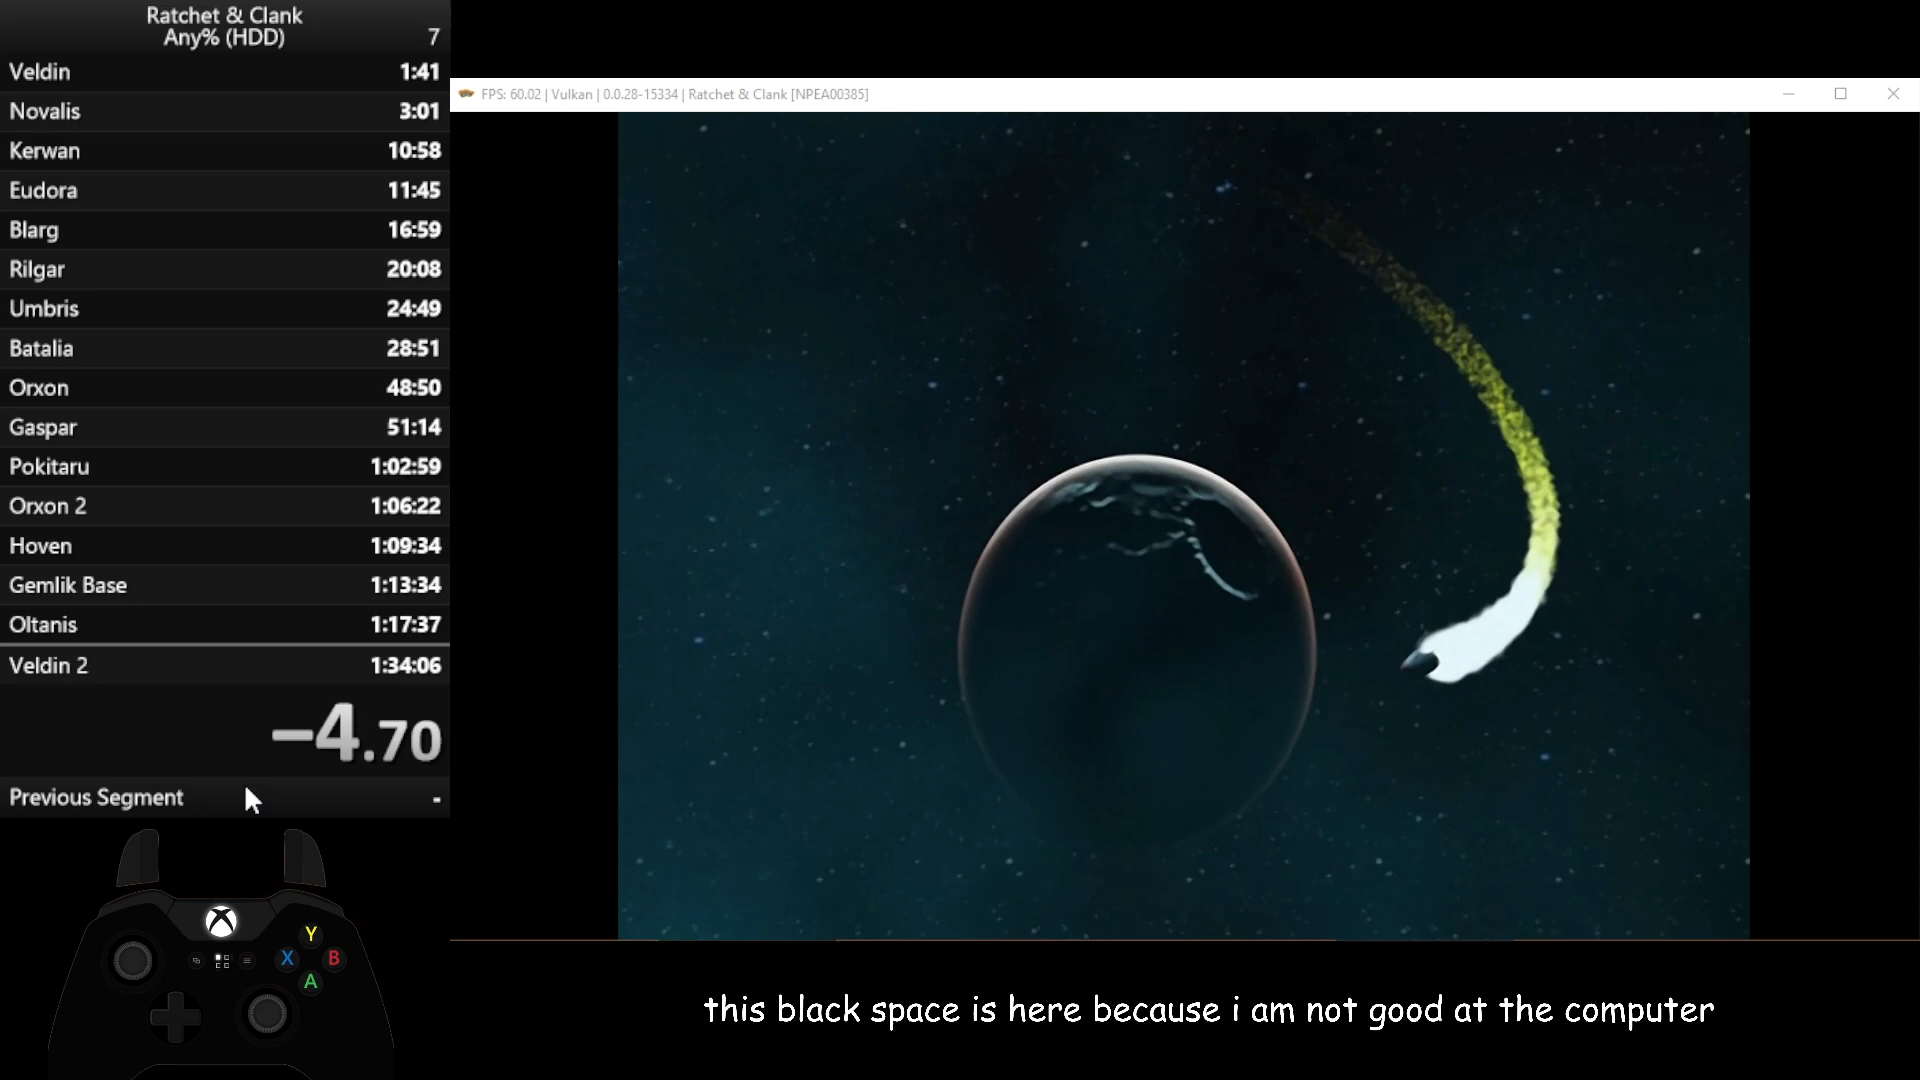 Ratchet & Clank
Any% (HDD) 7
Veldin 1:41
Novalis 3:01
Kerwan 10:58
Eudora 11:45
Blarg 16:59
Rilgar 20:08
Umbris 24:49
Batalia 28:51
Orxon 48:50
Gaspar 51:14
Pokitaru 1:02:59
Orxon 2 1:06:22
Hoven 1:09:34
Gemlik Base 1:13:34
Oltanis 1:17:37
Veldin 2 1:34:06
−4.70
Previous Segment -
FPS: 60.02 | Vulkan | 0.0.28-15334 | Ratchet & Clank [NPEA00385]
Y
X B
A
this black space is here because i am not good at the computer